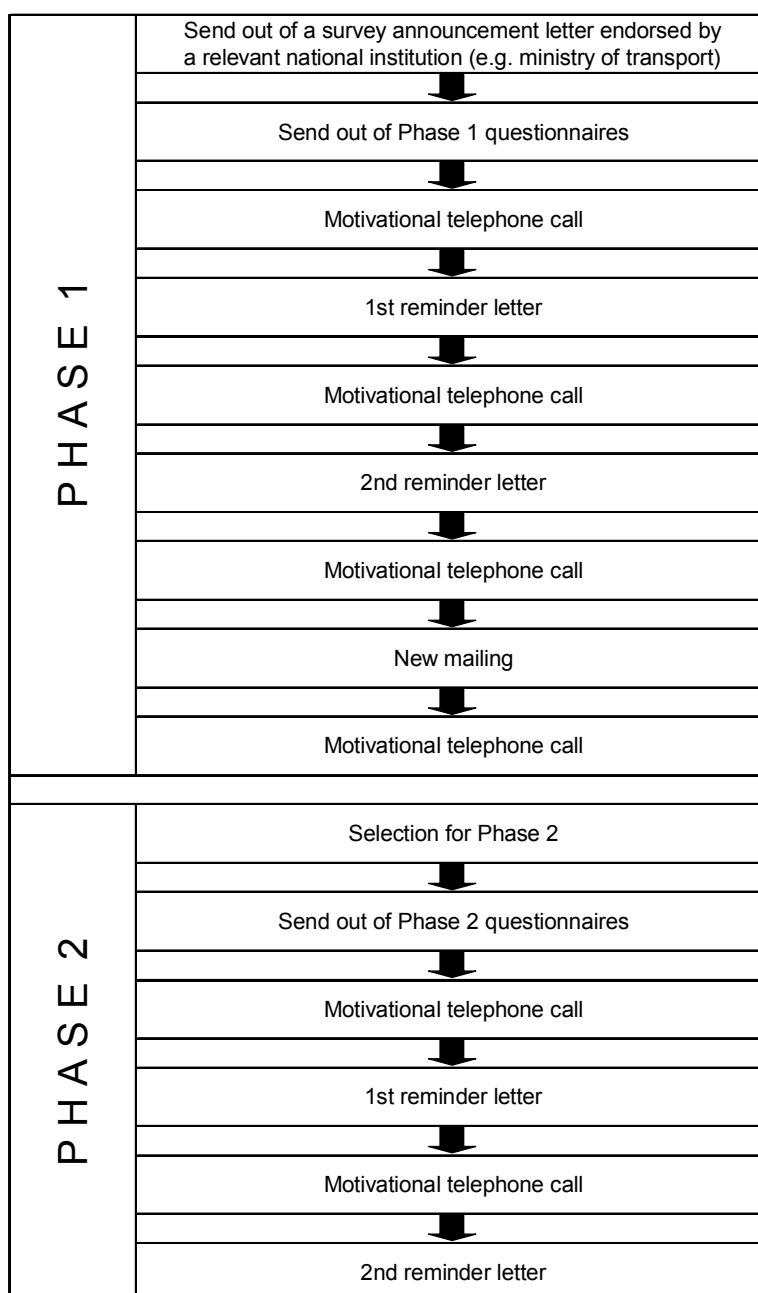 Send out of a survey announcement letter endorsed by
a relevant national institution (e.g. ministry of transport)
Send out of Phase 1 questionnaires
Motivational telephone call
1st reminder letter
Motivational telephone call
2nd reminder letter
Motivational telephone call
New mailing
Motivational telephone call
PHASE 1
Selection for Phase 2
Send out of Phase 2 questionnaires
Motivational telephone call
1st reminder letter
Motivational telephone call
2nd reminder letter
PHASE 2